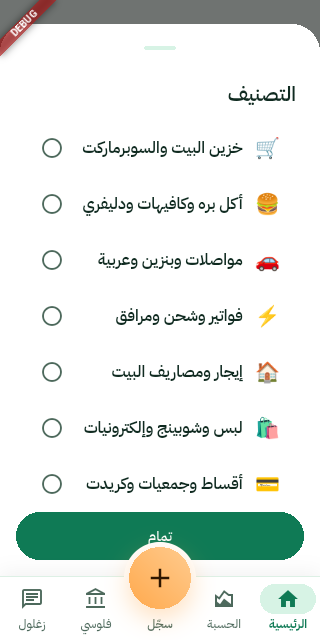 DEBUG
التصنيف
خزين البيت والسوبرماركت
أكل بره وكافيهات ودليفري
مواصلات وبنزين وعربية
فواتير وشحن ومرافق
إيجار ومصاريف البيت
لبس وشوبينج وإلكترونيات
أقساط وجمعيات وكريدت
تمام
الرئيسية
الحسبة
سجّل
فلوسي
زغلول